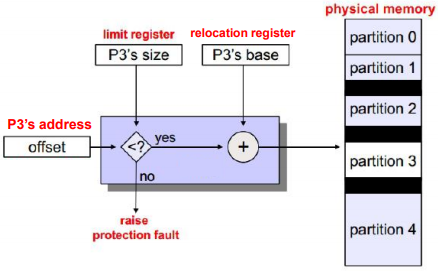 physical memory
limit register
relocation register
P3's size
P3's base
partition 0
partition 1
partition 2
P3's address
offset
<?
yes
+
no
partition 3
raise
protection fault
partition 4